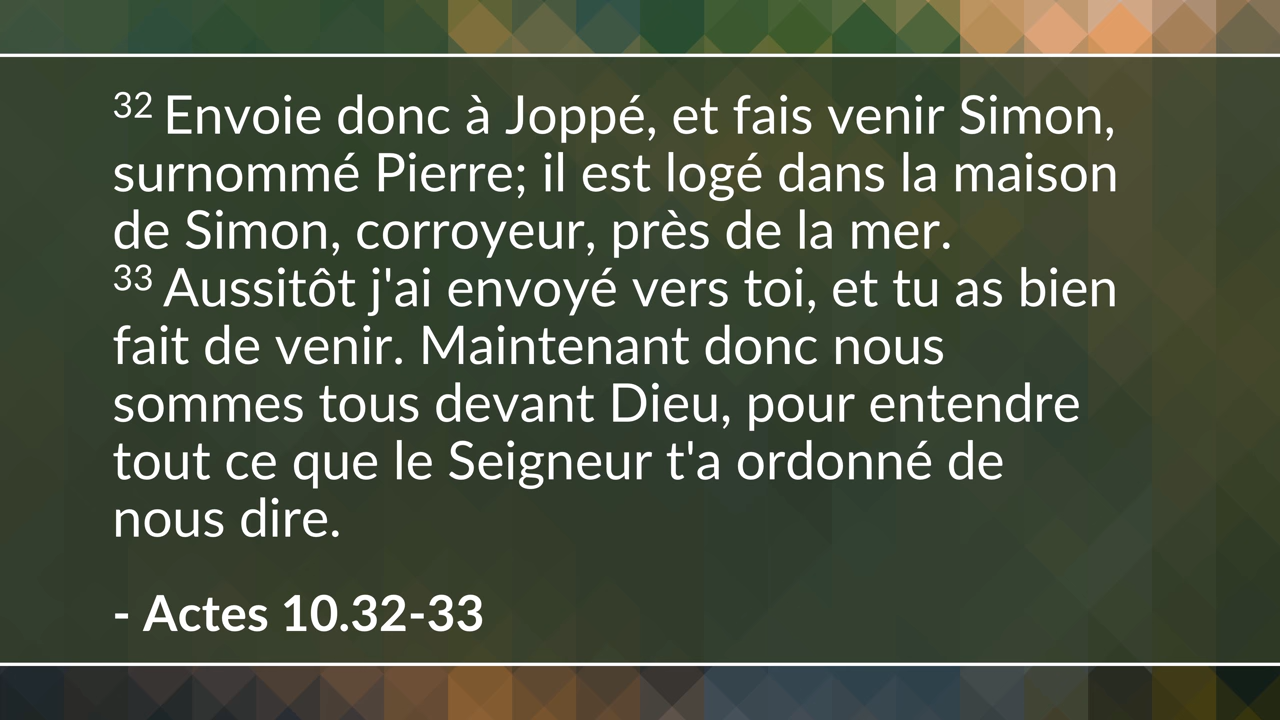 32 Envoie donc à Joppé, et fais venir Simon,
surnommé Pierre; il est logé dans la maison
de Simon, corroyeur, près de la mer.
33 Aussitôt j'ai envoyé vers toi, et tu as bien
fait de venir. Maintenant donc nous
sommes tous devant Dieu, pour entendre
tout ce que le Seigneur t'a ordonné de
nous dire.
- Actes 10.32-33